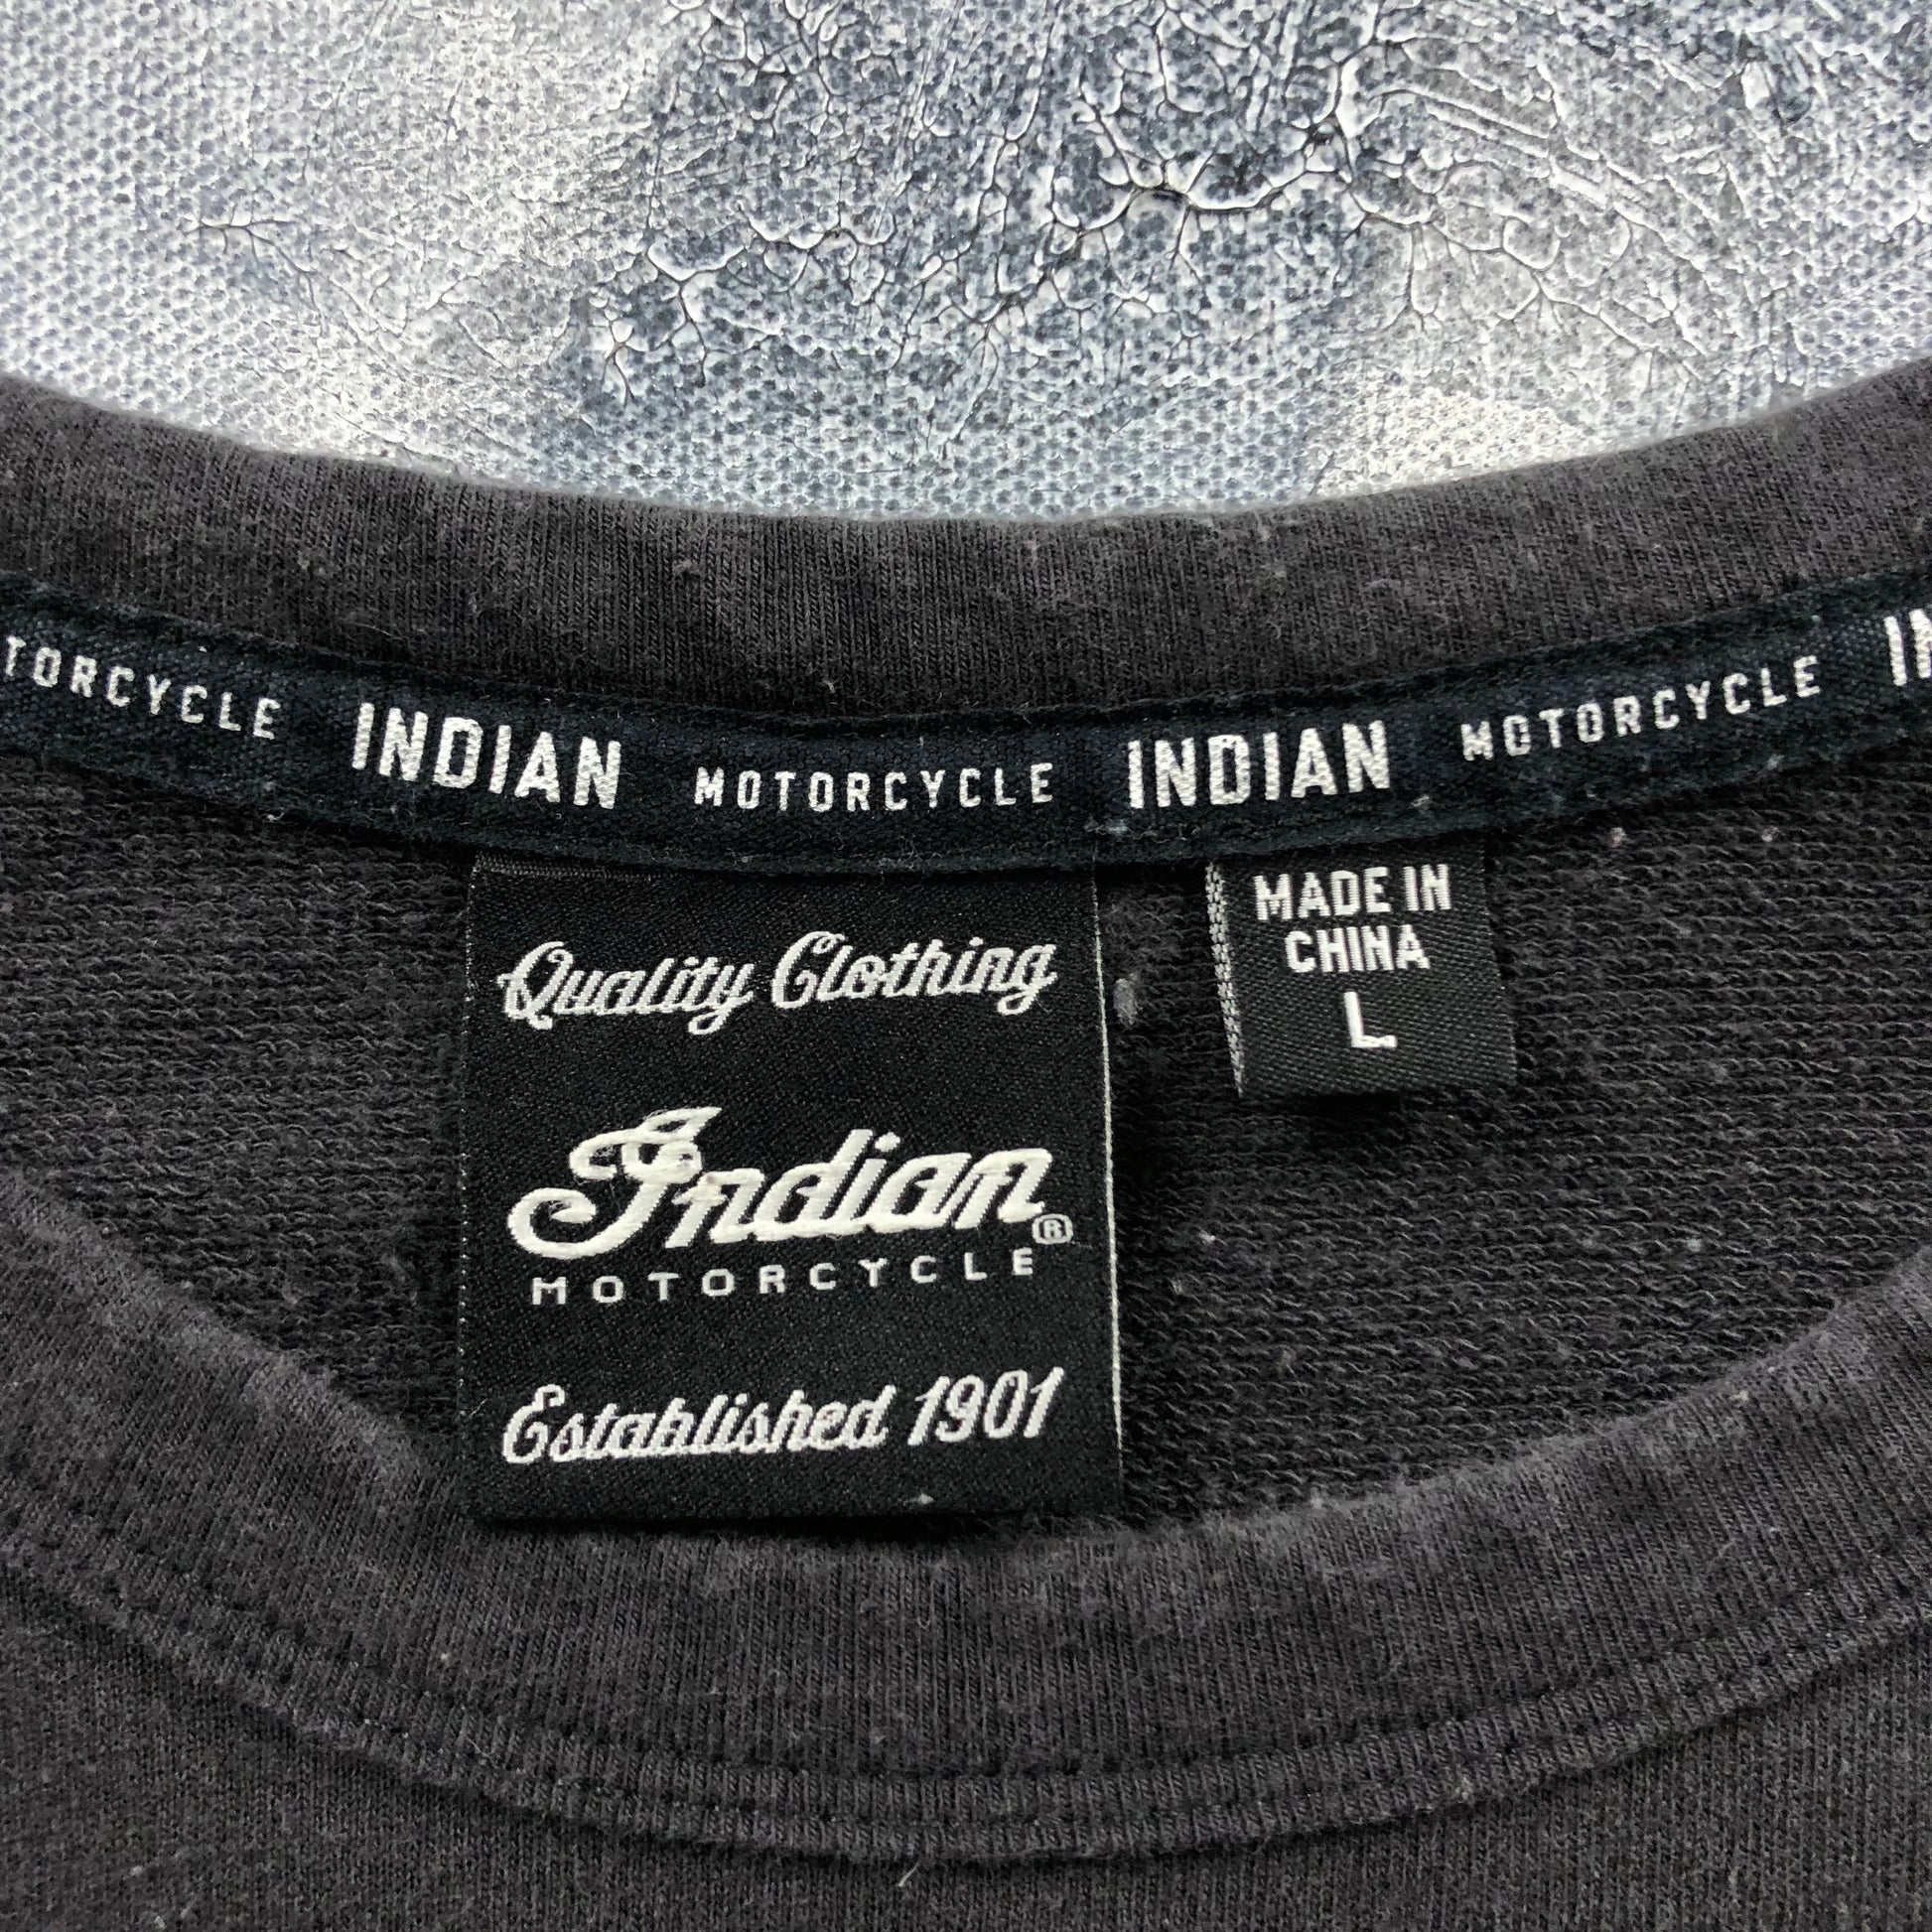 TORCYCLE INDIAN MOTORCYCLE INDIAN MOTORCYCLE IN
Quality Clothing
Indian®
MOTORCYCLE
Established 1901
MADE IN
CHINA
L